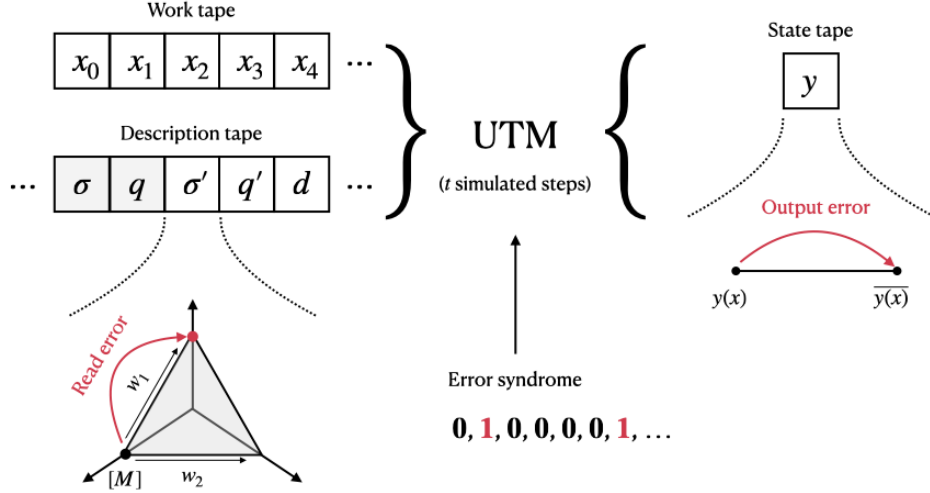 Work tape
x₀ x₁ x₂ x₃ x₄ ...
Description tape
... σ q σ′ q′ d ...
UTM
(t simulated steps)
State tape
y
Output error
y(x) \overline{y(x)}
Read error
w₁
[M] w₂
Error syndrome
0, 1, 0, 0, 0, 0, 1, ...